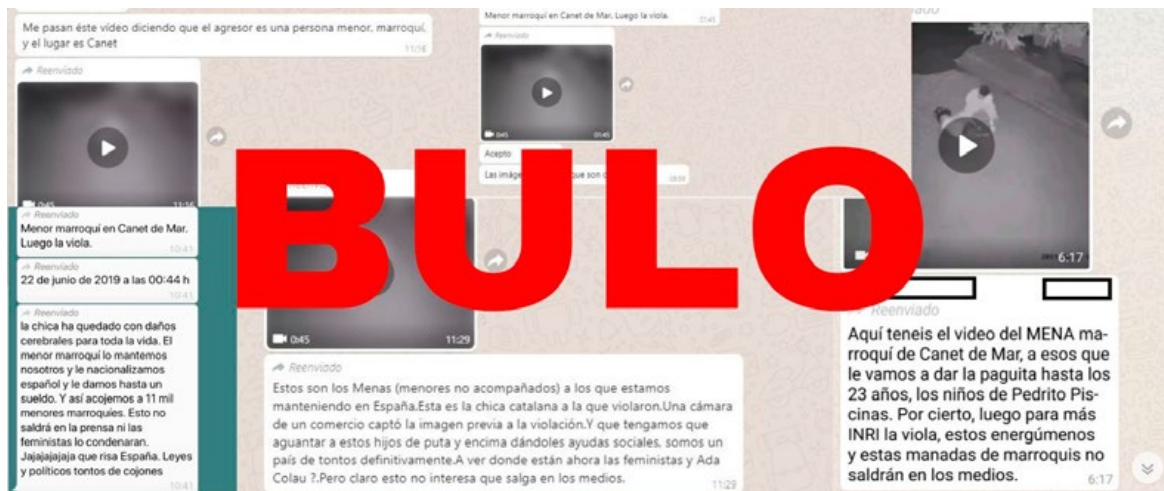 Me pasan éste vídeo diciendo que el agresor es una persona menor, marroquí,
y el lugar es Canet
11/16
Reenviado
0:45
11:16
Reenviado
Menor marroquí en Canet de Mar.
Luego la viola.
10:41
Reenviado
22 de junio de 2019 a las 00:44 h
10:41
Reenviado
la chica ha quedado con daños
cerebrales para toda la vida. El
menor marroquí lo mantemos
nosotros y le nacionalizamos
español y le damos hasta un
sueldo. Y así acojemos a 11 mil
menores marroquíes. Esto no
saldrá en la prensa ni las
feministas lo condenaran.
Jajajajajaja que risa España. Leyes
y políticos tontos de cojones
10:41
Menor marroquí en Canet de Mar. Luego la viola.
01:45
Reenviado
0:45
01:45
Acepto
Las
que son
BULO
0:45
11:29
Reenviado
Estos son los Menas (menores no acompañados) a los que estamos
manteniendo en España.Esta es la chica catalana a la que violaron.Una cámara
de un comercio captó la imagen previa a la violación.Y que tengamos que
aguantar a estos hijos de puta y encima dándoles ayudas sociales, somos un
país de tontos definitivamente.A ver donde están ahora las feministas y Ada
Colau ?.Pero claro esto no interesa que salga en los medios.
11:29
6:17
Reenviado
Aquí teneis el video del MENA ma-
rroquí de Canet de Mar, a esos que
le vamos a dar la paguita hasta los
23 años, los niños de Pedrito Pis-
cinas. Por cierto, luego para más
INRI la viola, estos energúmenos
y estas manadas de marroquis no
saldrán en los medios.
6:17